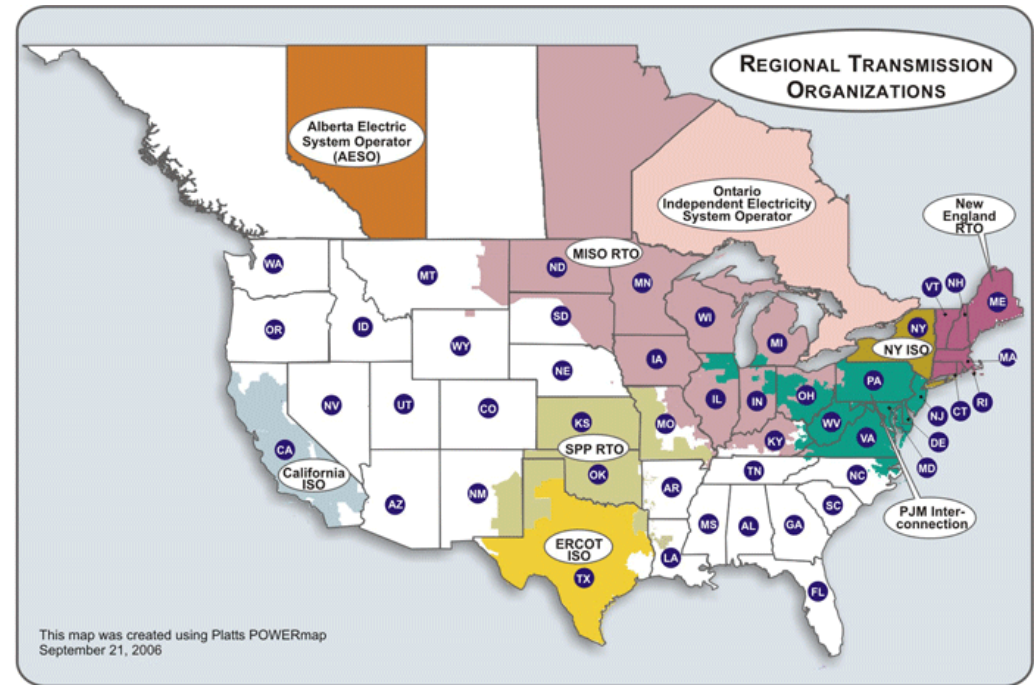 REGIONAL TRANSMISSION
ORGANIZATIONS
Alberta Electric
System Operator
(AESO)
Ontario
Independent Electricity
System Operator
New
England
RTO
MISO RTO
WA
MT
ND
MN
VT
NH
ME
OR
ID
SD
WI
MI
NY
NY ISO
MA
WY
IA
NE
PA
NV
UT
CO
IL
IN
OH
NJ
CT
RI
KS
MO
WV
DE
CA
SPP RTO
KY
VA
MD
California
ISO
OK
TN
NC
AZ
NM
AR
SC
PJM Inter-
connection
MS
AL
GA
ERCOT
ISO
TX
LA
FL
This map was created using Platts POWERmap
September 21, 2006